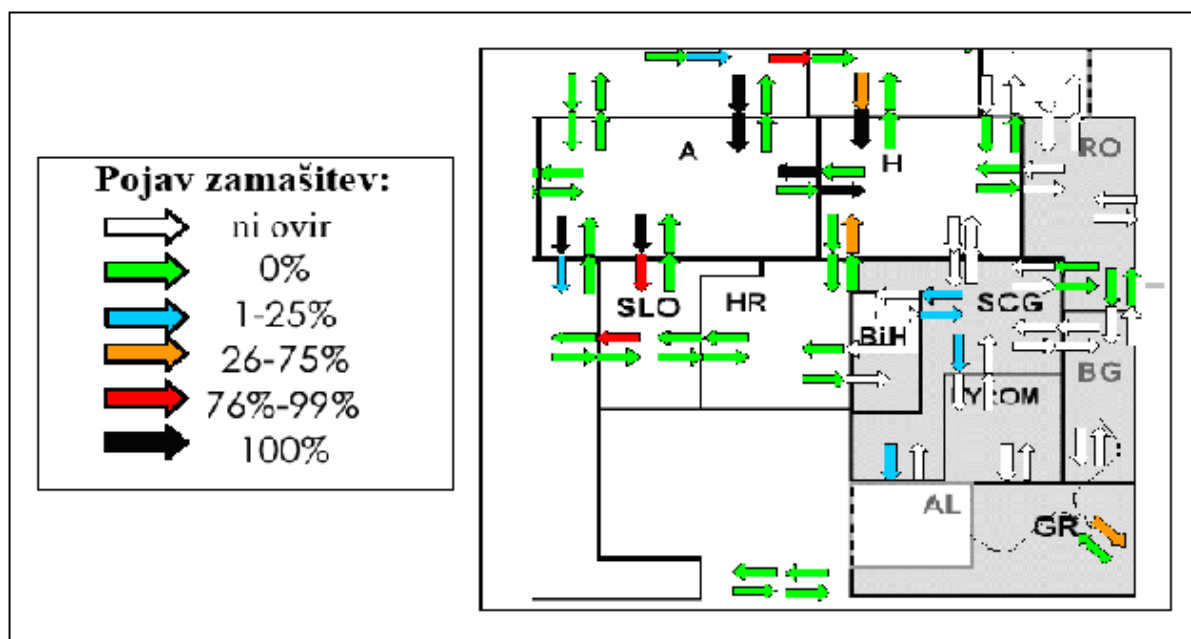 Pojav zamašitev:
ni ovir
0%
1-25%
26-75%
76%-99%
100%
A
H
RO
SLO
HR
SCG
BiH
BG
AL
GR